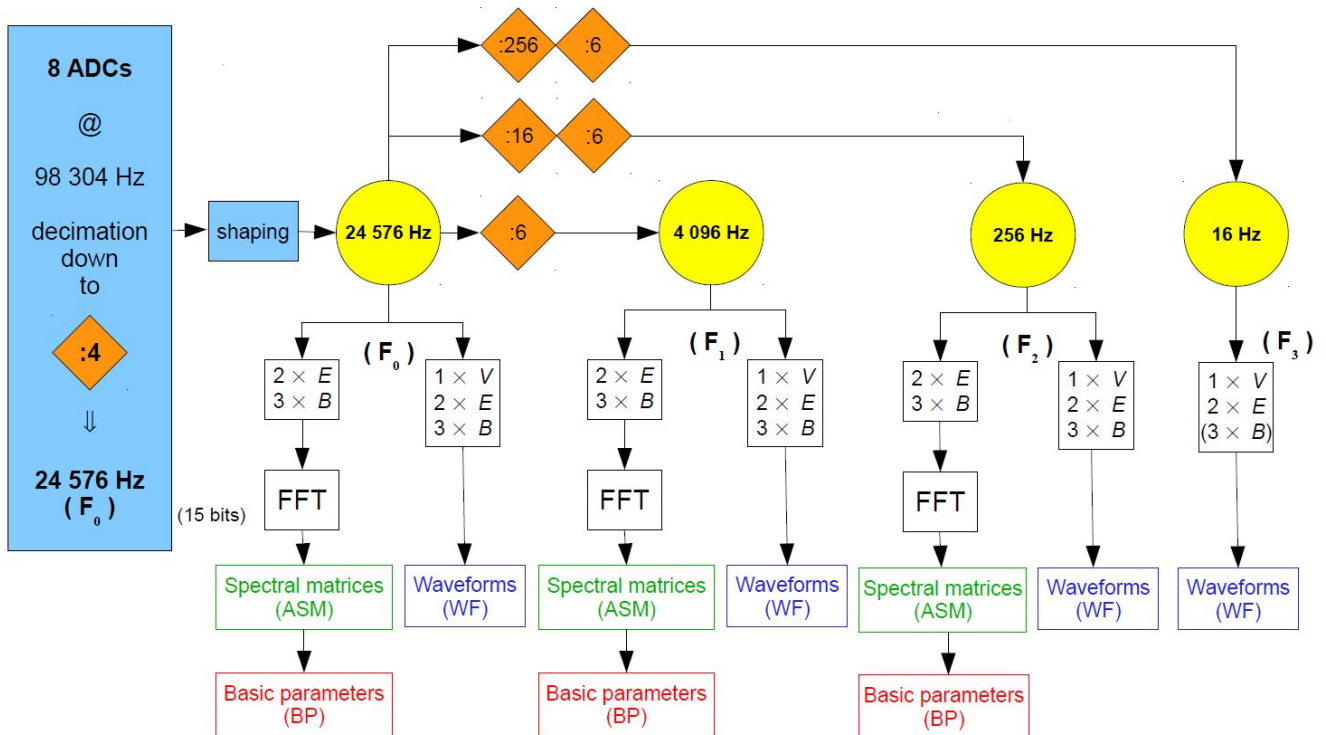 8 ADCs
@
98 304 Hz
decimation
down
to
:4
⇓
24 576 Hz
( F0 )
(15 bits)
shaping
:256
:6
:16
:6
24 576 Hz
:6
4 096 Hz
256 Hz
16 Hz
( F0 )
( F1 )
( F2 )
( F3 )
2 × E
3 × B
1 × V
2 × E
3 × B
2 × E
3 × B
1 × V
2 × E
3 × B
2 × E
3 × B
1 × V
2 × E
3 × B
1 × V
2 × E
(3 × B)
FFT
FFT
FFT
Spectral matrices
(ASM)
Waveforms
(WF)
Spectral matrices
(ASM)
Waveforms
(WF)
Spectral matrices
(ASM)
Waveforms
(WF)
Waveforms
(WF)
Basic parameters
(BP)
Basic parameters
(BP)
Basic parameters
(BP)